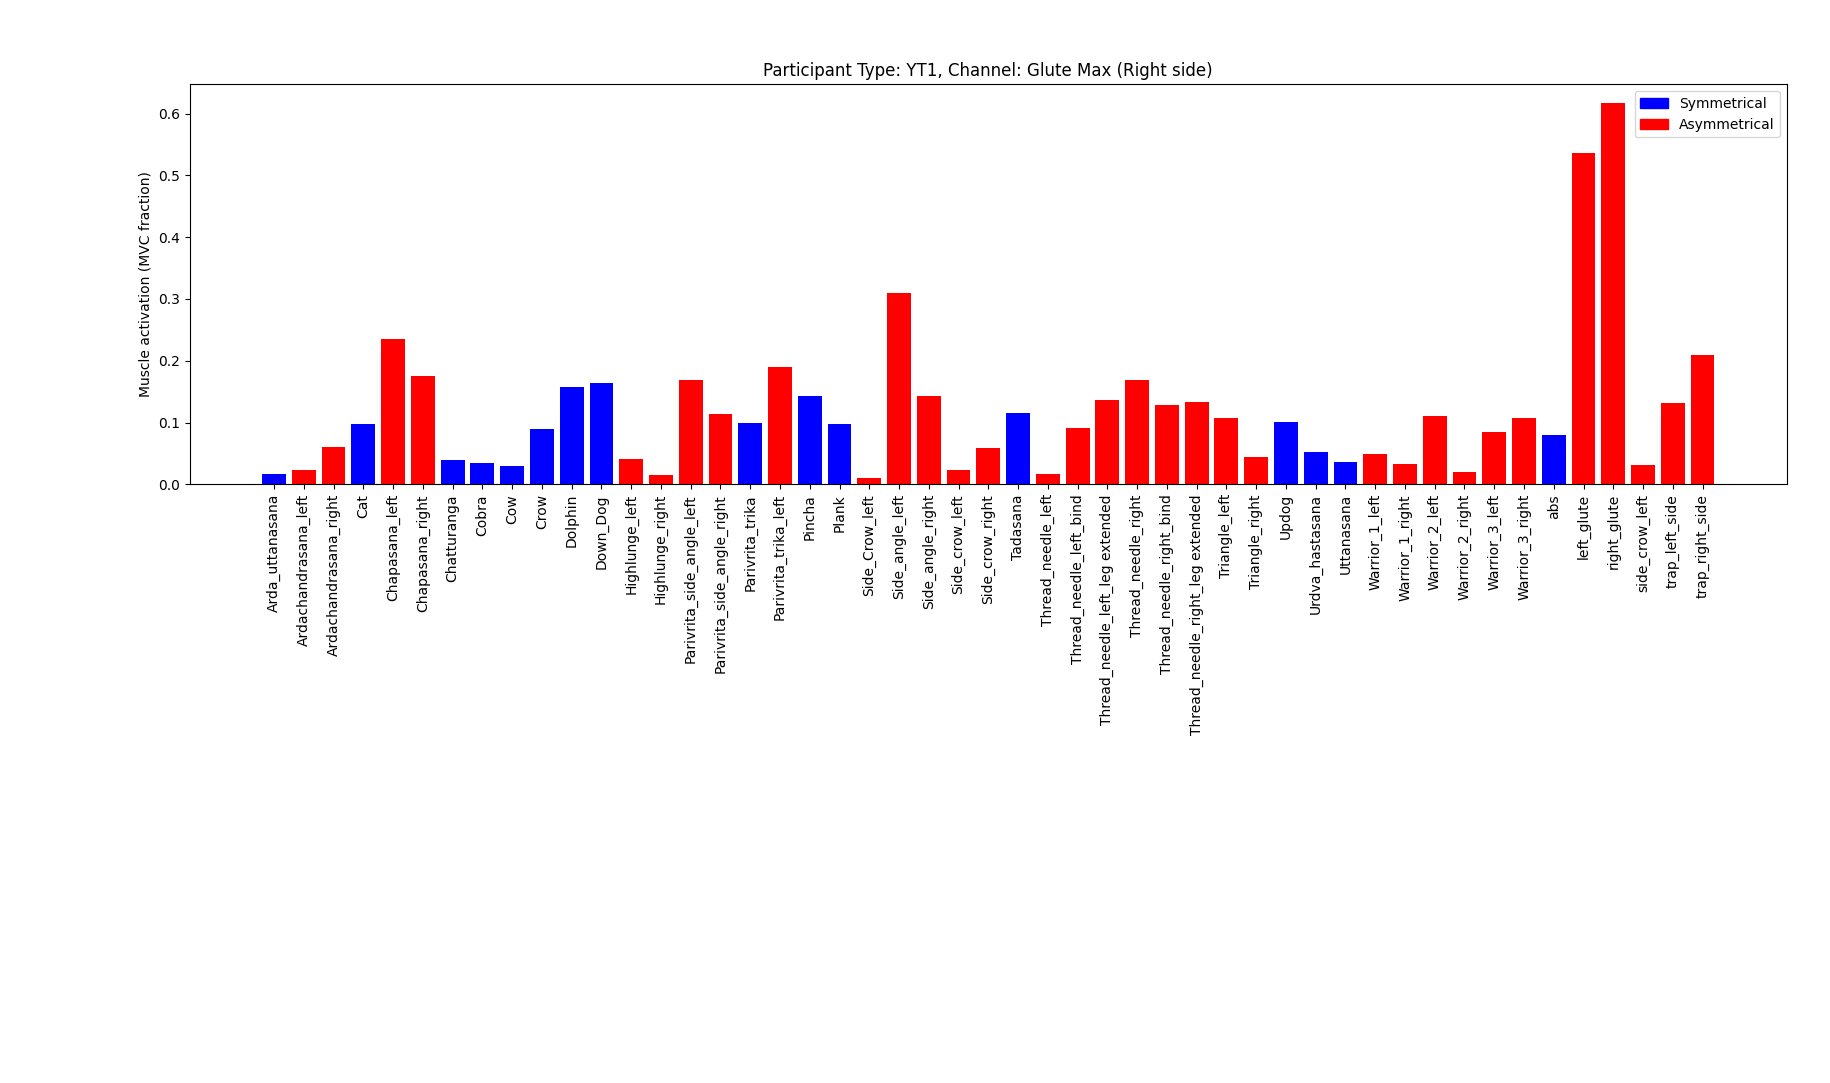 Participant Type: YT1, Channel: Glute Max (Right side)
Symmetrical
Asymmetrical
Muscle activation (MVC fraction)
0.6
0.5
0.4
0.3
0.2
0.1
0.0
Arda_uttanasana
Ardachandrasana_left
Ardachandrasana_right
Cat
Chapasana_left
Chapasana_right
Chatturanga
Cobra
Cow
Crow
Dolphin
Down_Dog
Highlunge_left
Highlunge_right
Parivrita_side_angle_left
Parivrita_side_angle_right
Parivrita_trika
Parivrita_trika_left
Pincha
Plank
Side_Crow_left
Side_angle_left
Side_angle_right
Side_crow_left
Side_crow_right
Tadasana
Thread_needle_left
Thread_needle_left_bind
Thread_needle_left_leg extended
Thread_needle_right
Thread_needle_right_bind
Thread_needle_right_leg extended
Triangle_left
Triangle_right
Updog
Urdva_hastasana
Uttanasana
Warrior_1_left
Warrior_1_right
Warrior_2_left
Warrior_2_right
Warrior_3_left
Warrior_3_right
abs
left_glute
right_glute
side_crow_left
trap_left_side
trap_right_side